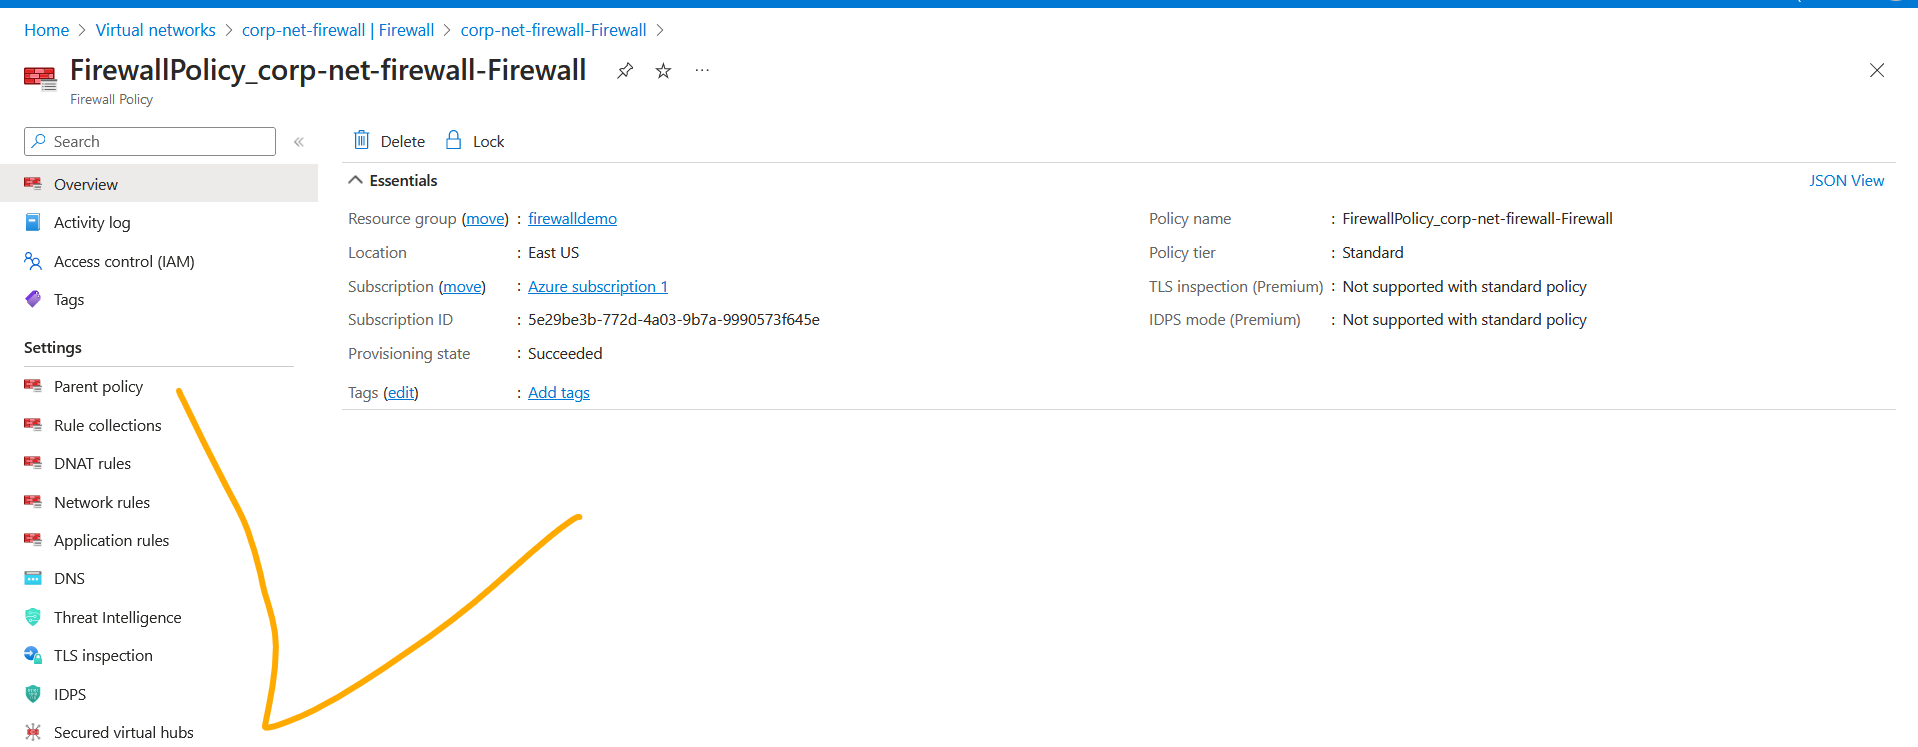 Home > Virtual networks > corp-net-firewall | Firewall > corp-net-firewall-Firewall >
FirewallPolicy_corp-net-firewall-Firewall
Firewall Policy
Search
Overview
Activity log
Access control (IAM)
Tags
Settings
Parent policy
Rule collections
DNAT rules
Network rules
Application rules
DNS
Threat Intelligence
TLS inspection
IDPS
Secured virtual hubs
Delete Lock
Essentials JSON View
Resource group (move) : firewalldemo
Location : East US
Subscription (move) : Azure subscription 1
Subscription ID : 5e29be3b-772d-4a03-9b7a-9990573f645e
Provisioning state : Succeeded
Tags (edit) : Add tags
Policy name : FirewallPolicy_corp-net-firewall-Firewall
Policy tier : Standard
TLS inspection (Premium) : Not supported with standard policy
IDPS mode (Premium) : Not supported with standard policy